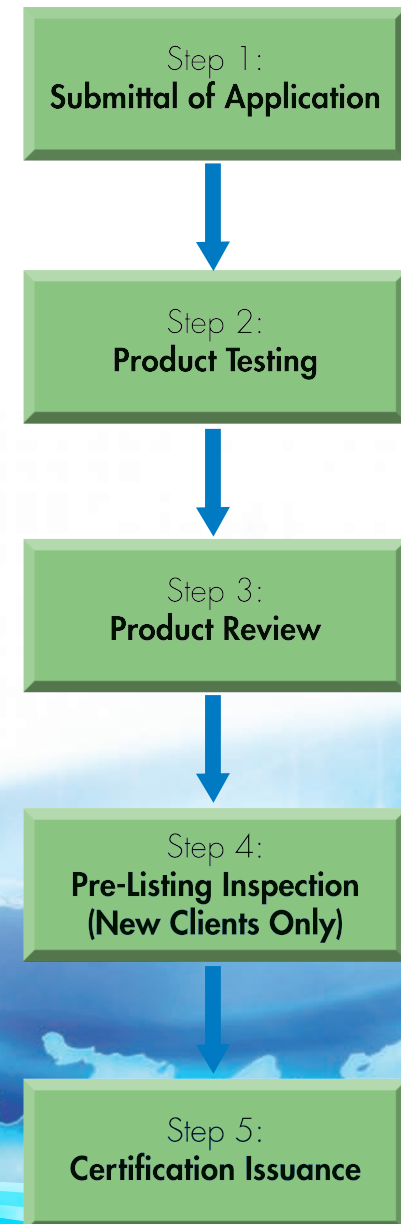 Step 1:
Submittal of Application
Step 2:
Product Testing
Step 3:
Product Review
Step 4:
Pre-Listing Inspection
(New Clients Only)
Step 5:
Certification Issuance